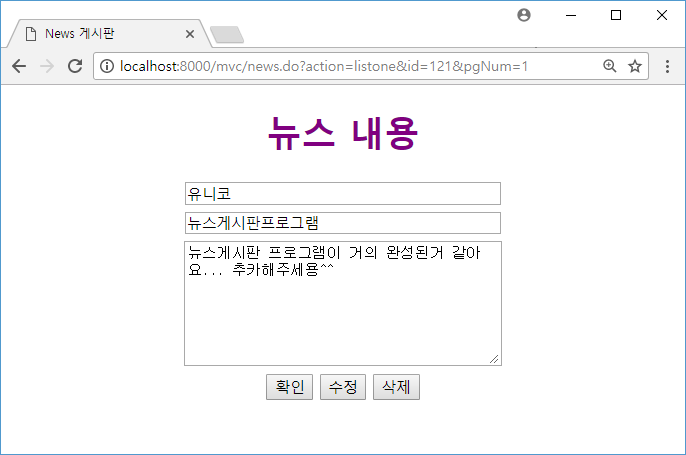 News 게시판
localhost:8000/mvc/news.do?action=listone&id=121&pgNum=1
뉴스 내용
유니코
뉴스게시판프로그램
뉴스게시판 프로그램이 거의 완성된거 같아
요... 추카해주세용^^
확인 수정 삭제